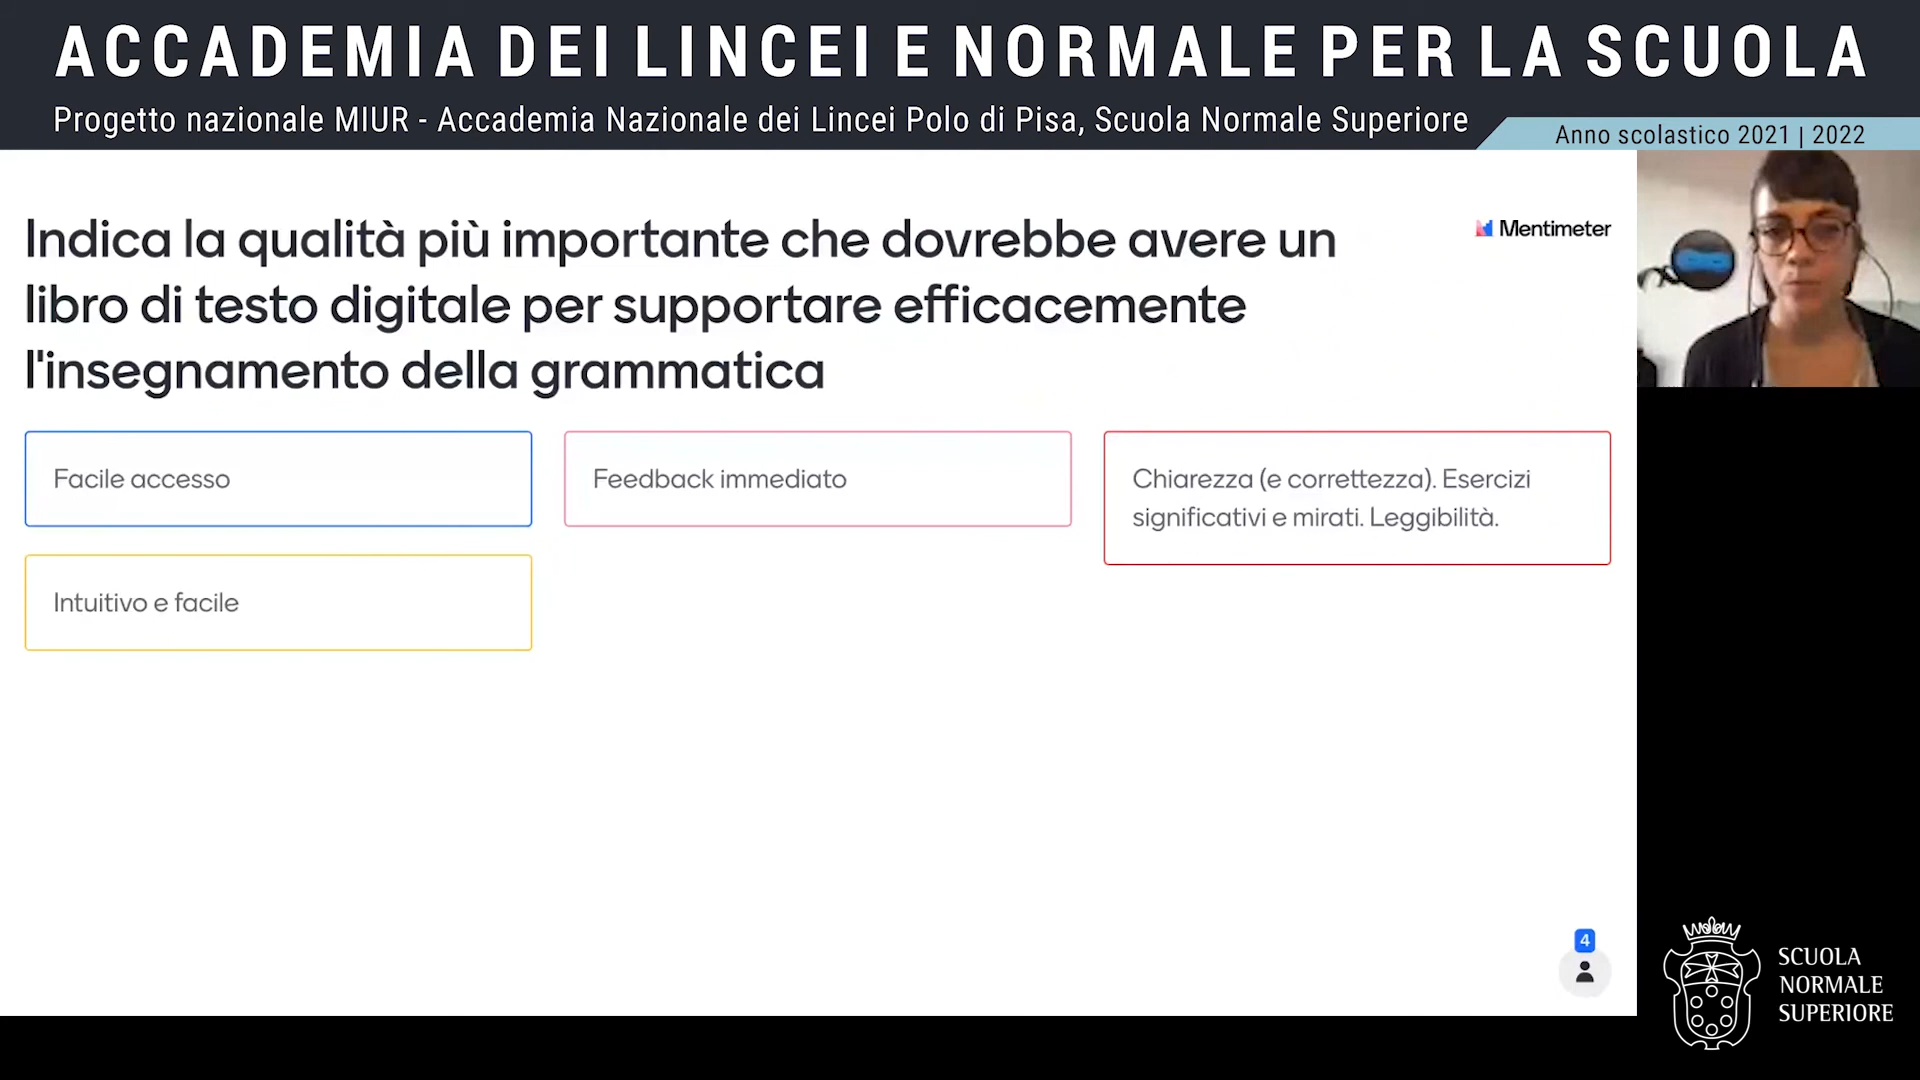 ACCADEMIA DEI LINCEI E NORMALE PER LA SCUOLA
Progetto nazionale MIUR - Accademia Nazionale dei Lincei Polo di Pisa, Scuola Normale Superiore
Anno scolastico 2021 | 2022
Indica la qualità più importante che dovrebbe avere un
libro di testo digitale per supportare efficacemente
l'insegnamento della grammatica
Mentimeter
Facile accesso
Feedback immediato
Chiarezza (e correttezza). Esercizi
significativi e mirati. Leggibilità.
Intuitivo e facile
4
SCUOLA
NORMALE
SUPERIORE